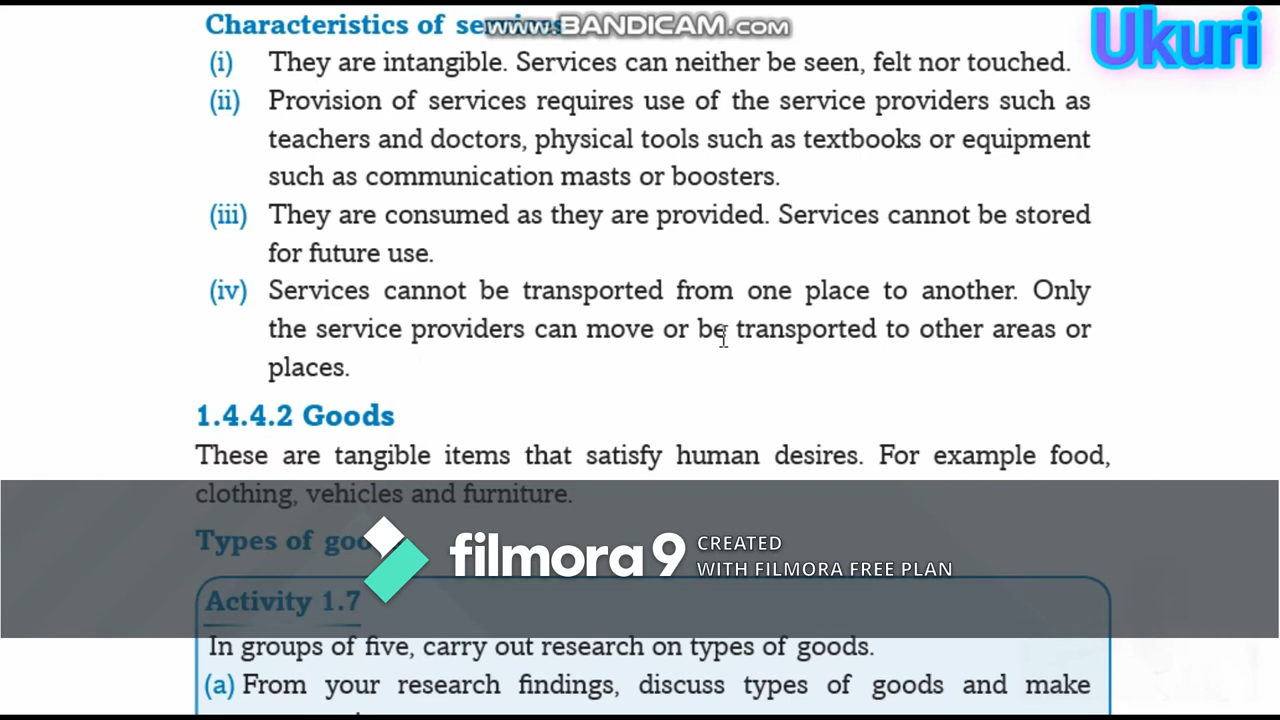 Characteristics of services
www.BANDICAM.com
Ukuri
(i) They are intangible. Services can neither be seen, felt nor touched.
(ii) Provision of services requires use of the service providers such as
teachers and doctors, physical tools such as textbooks or equipment
such as communication masts or boosters.
(iii) They are consumed as they are provided. Services cannot be stored
for future use.
(iv) Services cannot be transported from one place to another. Only
the service providers can move or be transported to other areas or
places.
1.4.4.2 Goods
These are tangible items that satisfy human desires. For example food,
clothing, vehicles and furniture.
Types of goo
filmora 9 CREATED
WITH FILMORA FREE PLAN
Activity 1.7
In groups of five, carry out research on types of goods.
(a) From your research findings, discuss types of goods and make